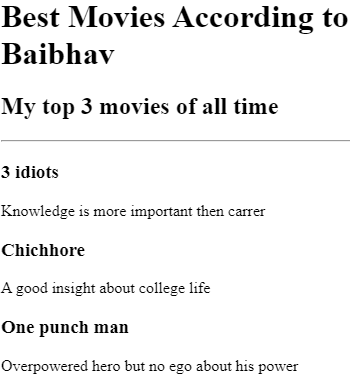 Best Movies According to
Baibhav
My top 3 movies of all time
3 idiots
Knowledge is more important then carrer
Chichhore
A good insight about college life
One punch man
Overpowered hero but no ego about his power